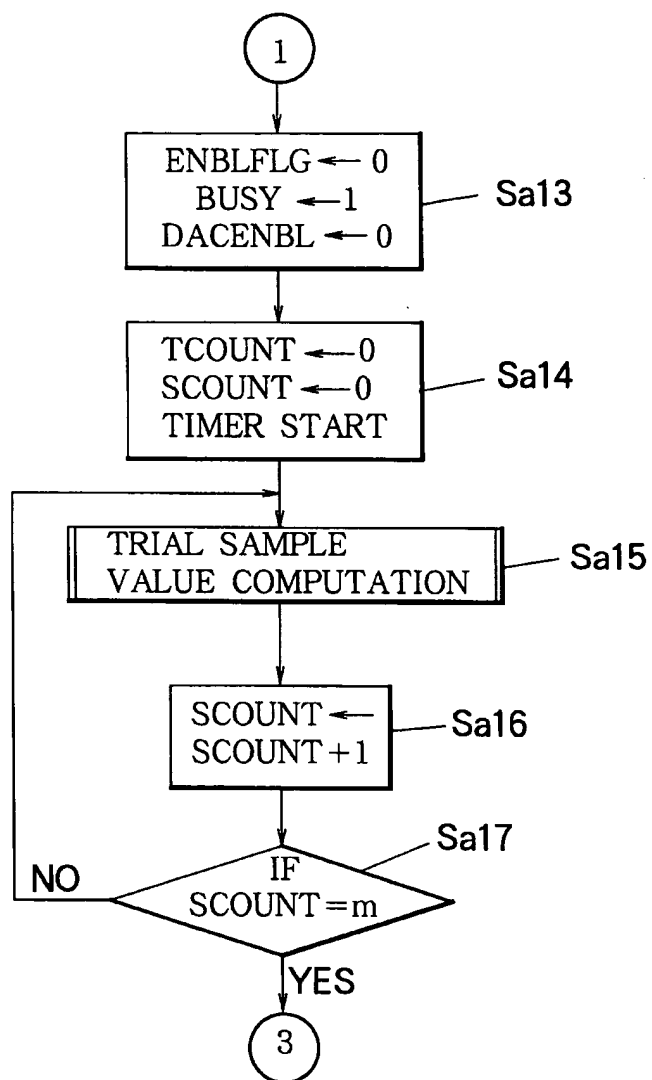 1
ENBLFLG ← 0
BUSY ← 1
DACENBL ← 0
Sa13
TCOUNT ← 0
SCOUNT ← 0
TIMER START
Sa14
TRIAL SAMPLE
VALUE COMPUTATION
Sa15
SCOUNT ←
SCOUNT+1
Sa16
Sa17
IF
SCOUNT=m
NO
YES
3